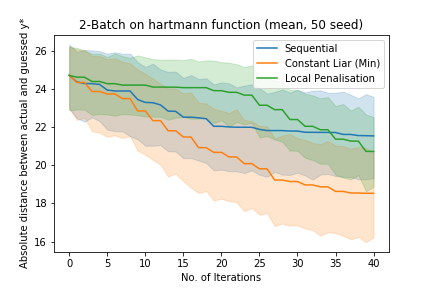 2-Batch on hartmann function (mean, 50 seed)
Absolute distance between actual and guessed y*
26
24
22
20
18
16
Sequential
Constant Liar (Min)
Local Penalisation
0 5 10 15 20 25 30 35 40
No. of Iterations